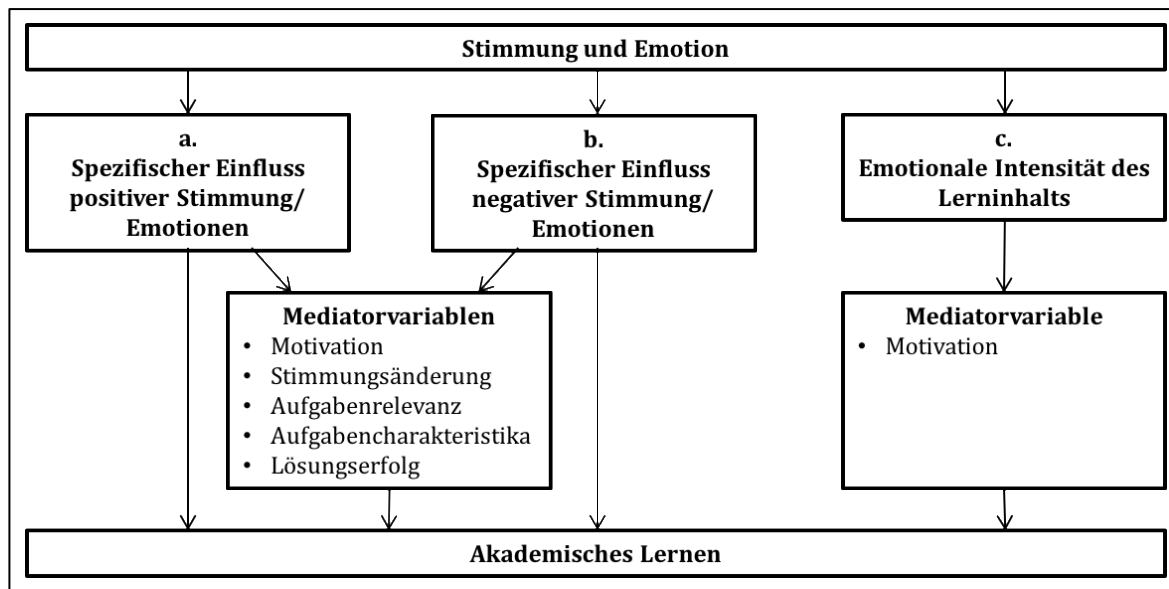 Stimmung und Emotion
a.
Spezifischer Einfluss
positiver Stimmung/
Emotionen
b.
Spezifischer Einfluss
negativer Stimmung/
Emotionen
c.
Emotionale Intensität des
Lerninhalts
Mediatorvariablen
• Motivation
• Stimmungsänderung
• Aufgabenrelevanz
• Aufgabencharakteristika
• Lösungserfolg
Mediatorvariable
• Motivation
Akademisches Lernen